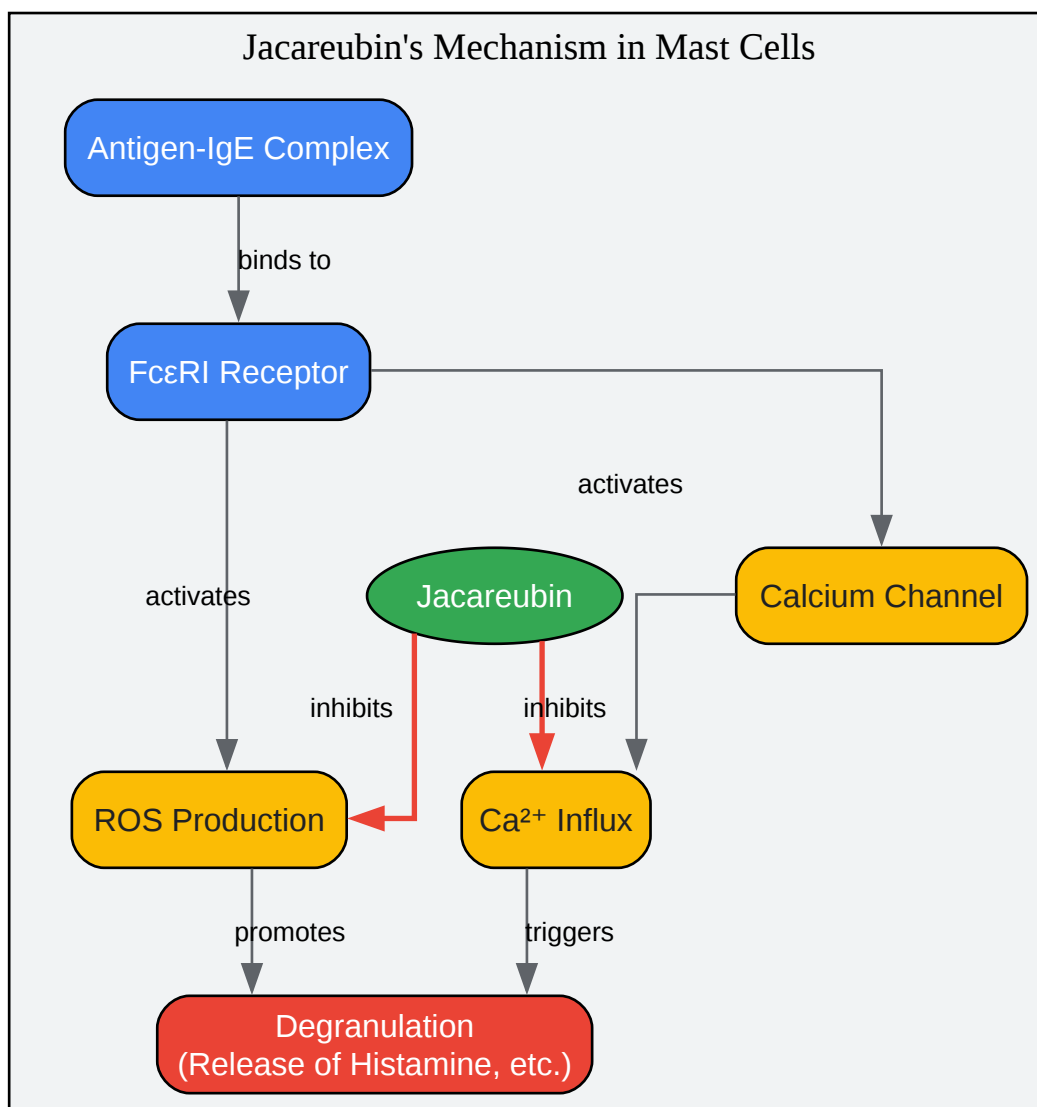 Jacareubin's Mechanism in Mast Cells
Antigen-IgE Complex
binds to
FcεRI Receptor
activates
activates
Jacareubin
Calcium Channel
inhibits
inhibits
ROS Production
Ca²⁺ Influx
promotes
triggers
Degranulation
(Release of Histamine, etc.)